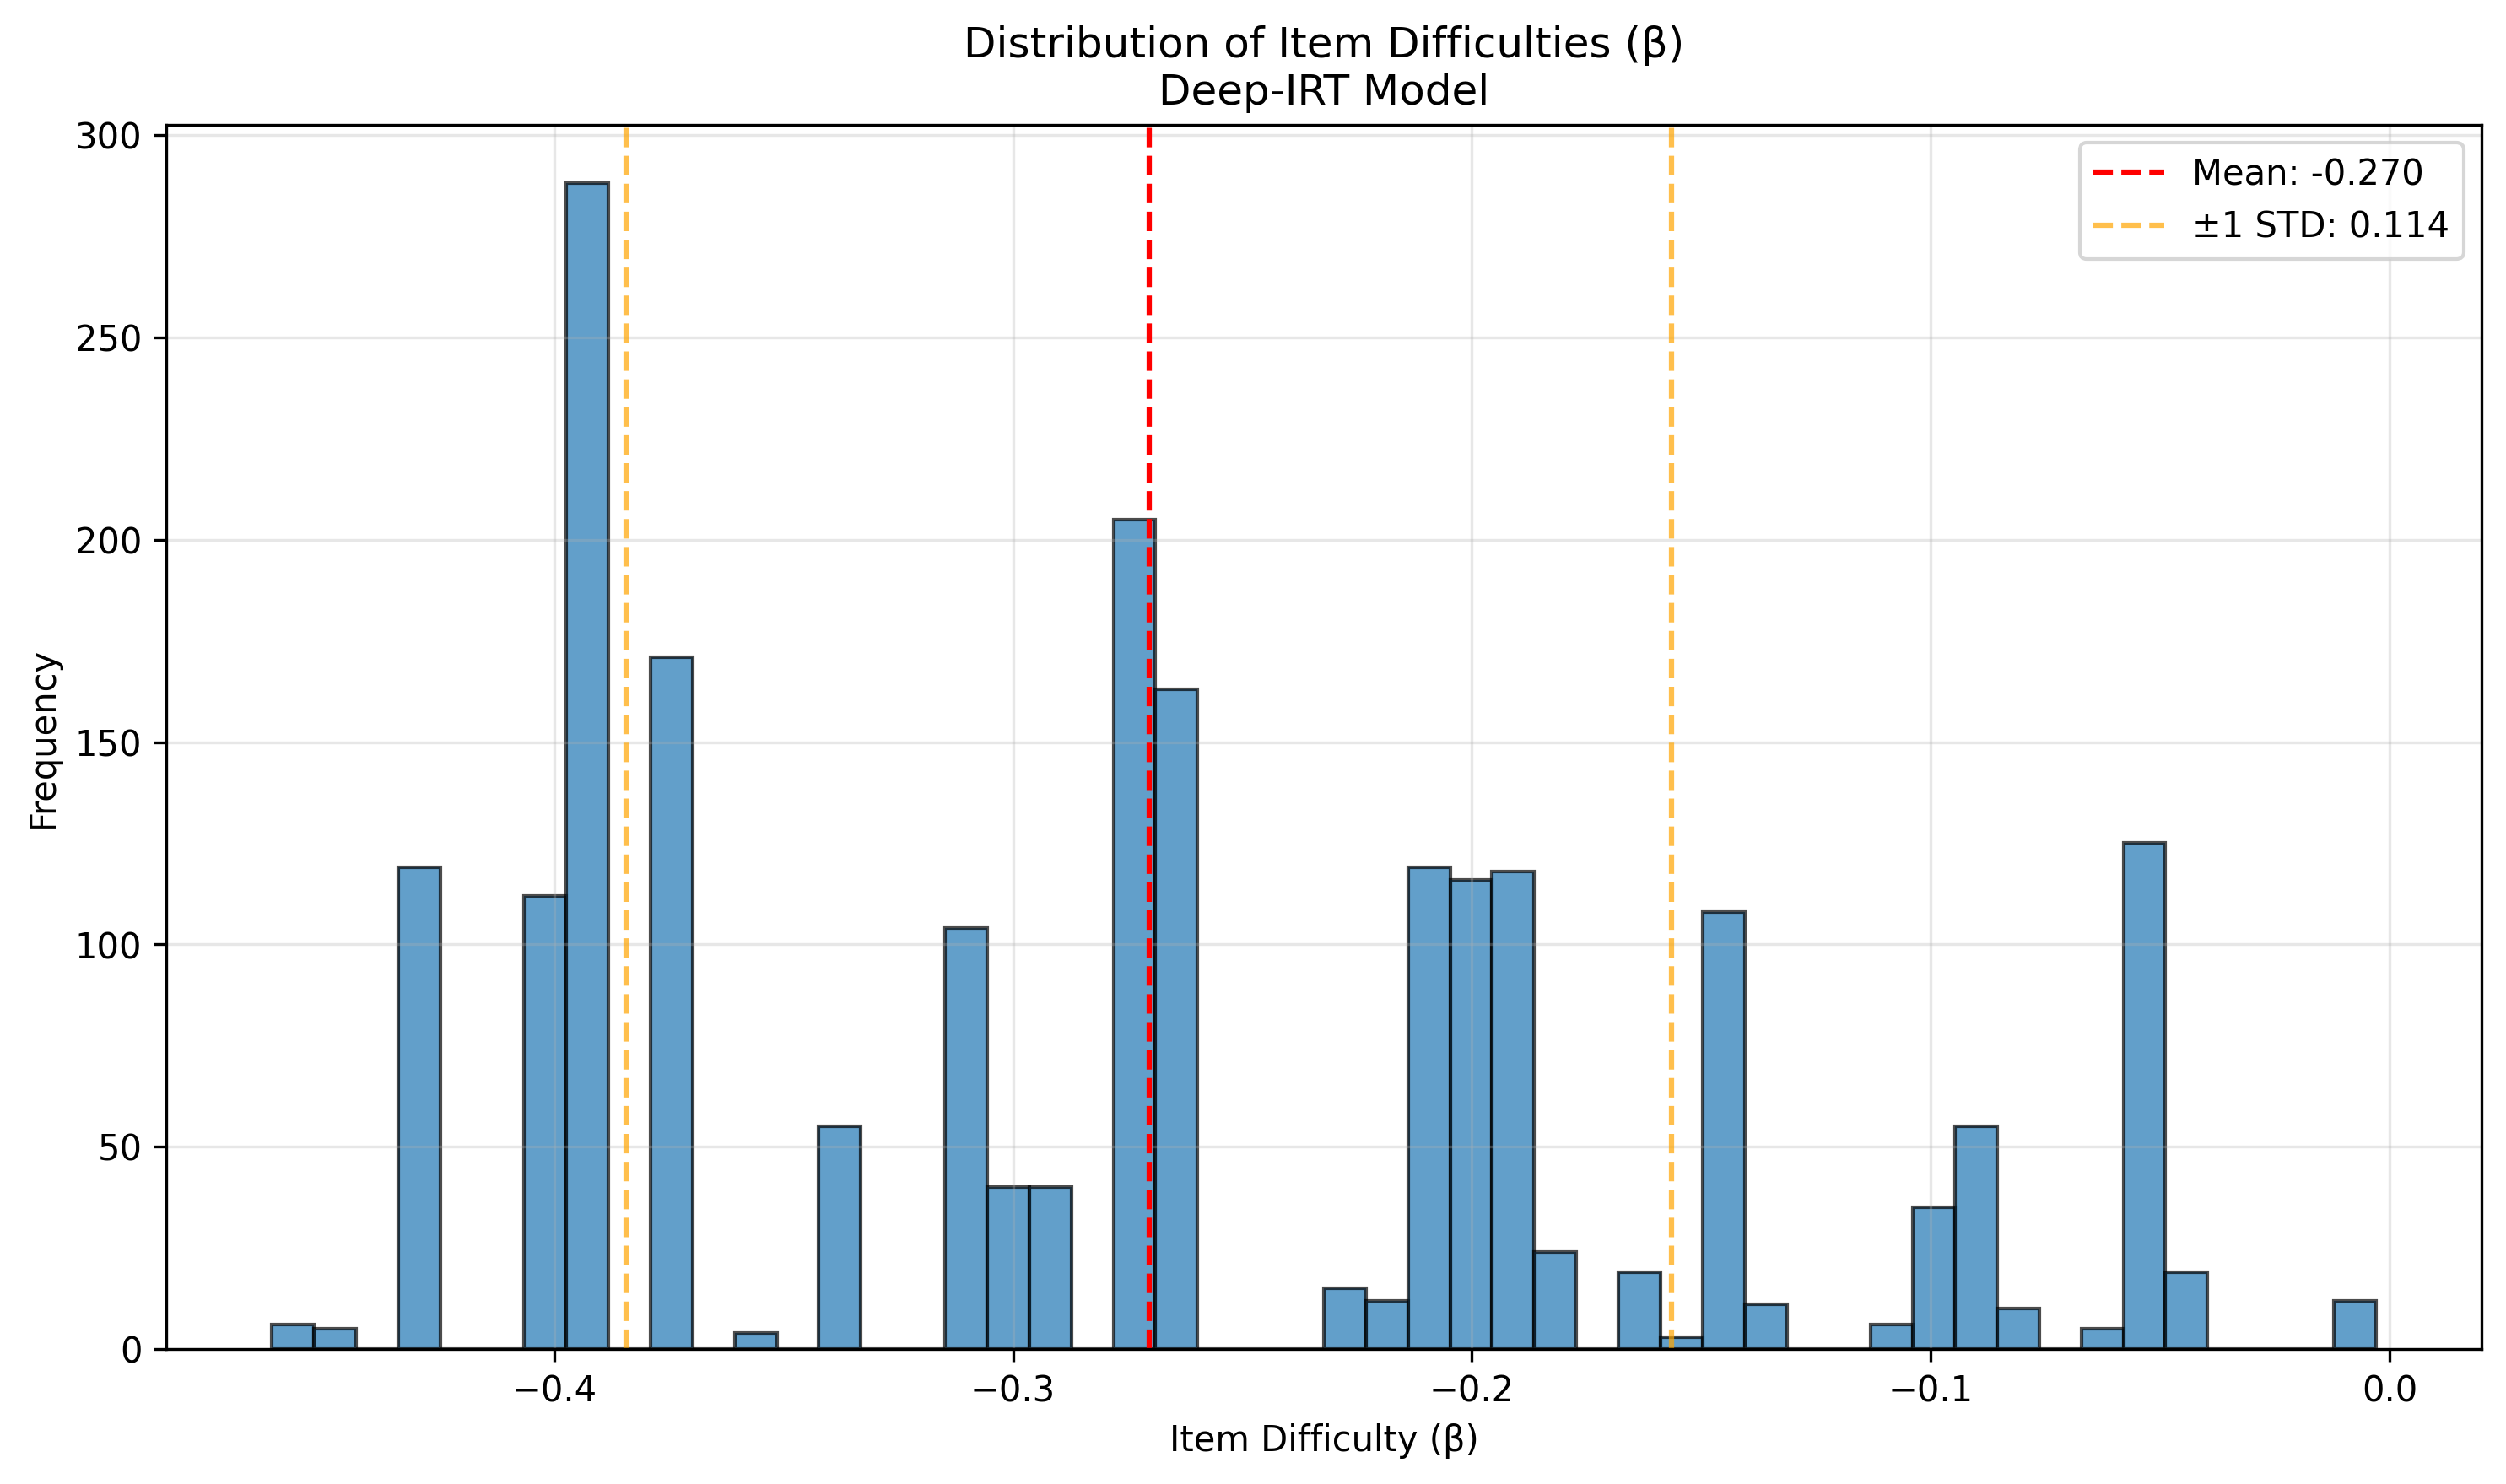 Distribution of Item Difficulties (β)
Deep-IRT Model
300
250
200
150
100
50
0
Frequency
Mean: -0.270
±1 STD: 0.114
−0.4
−0.3
−0.2
−0.1
0.0
Item Difficulty (β)